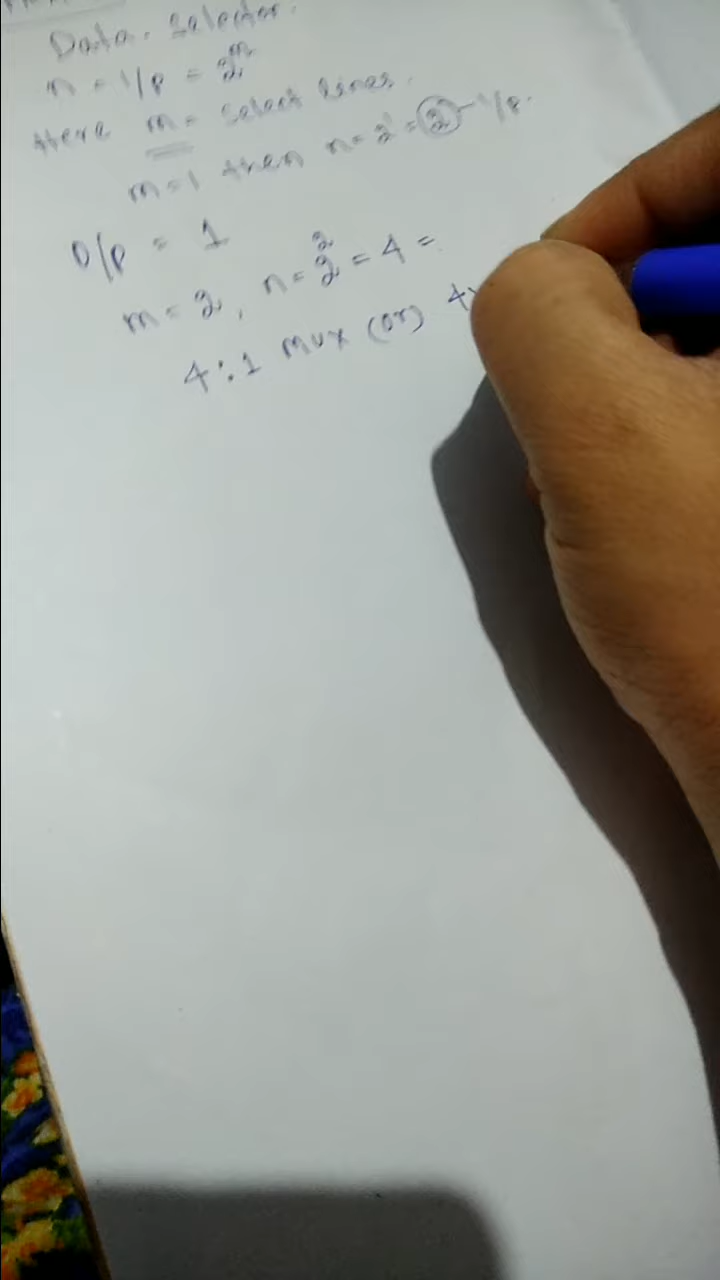 Data. Selector.
n = I/P = 2^m
Here m = Select lines.
m=1 then n = 2^1 = 2 - I/P.
O/P = 1
m = 2, n = 2^2 = 4 =
4:1 MUX (or) 4x